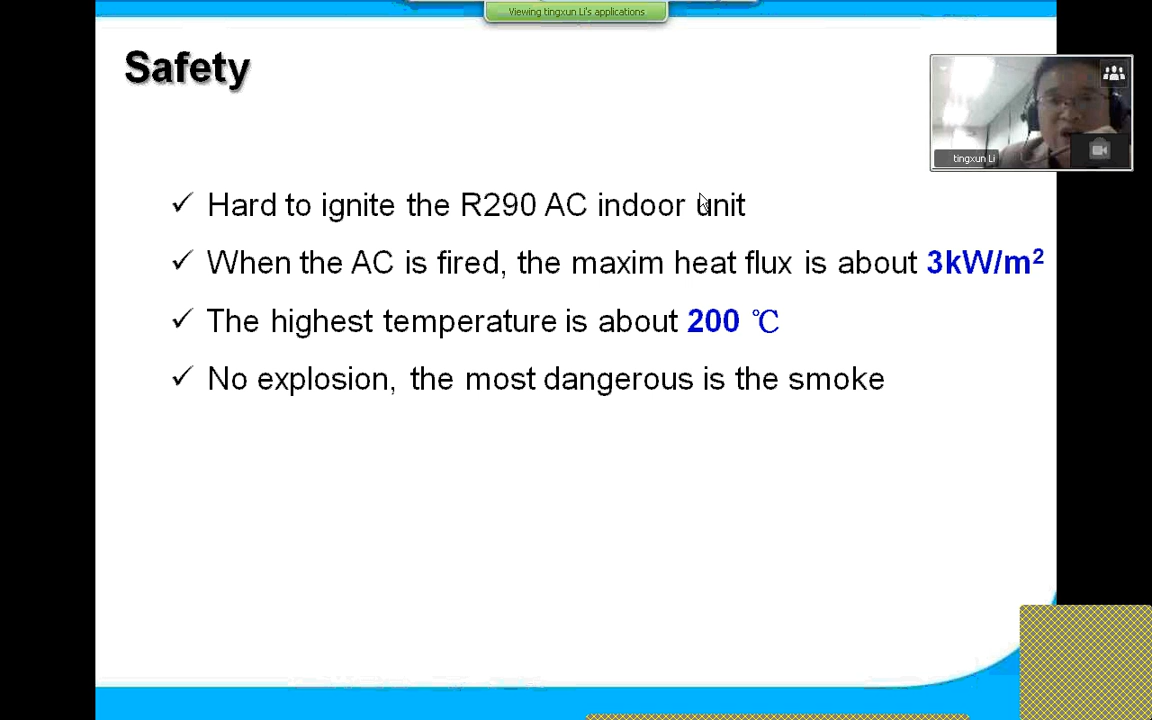 Viewing tingxun Li's applications
Safety
tingxun Li
✓ Hard to ignite the R290 AC indoor unit
✓ When the AC is fired, the maxim heat flux is about 3kW/m²
✓ The highest temperature is about 200 ℃
✓ No explosion, the most dangerous is the smoke